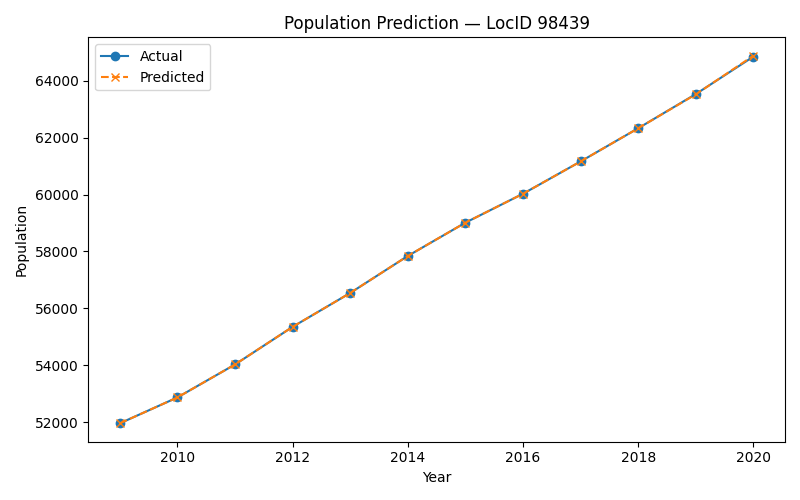 Population Prediction — LocID 98439
Actual
Predicted
Population
64000
62000
60000
58000
56000
54000
52000
2010 2012 2014 2016 2018 2020
Year